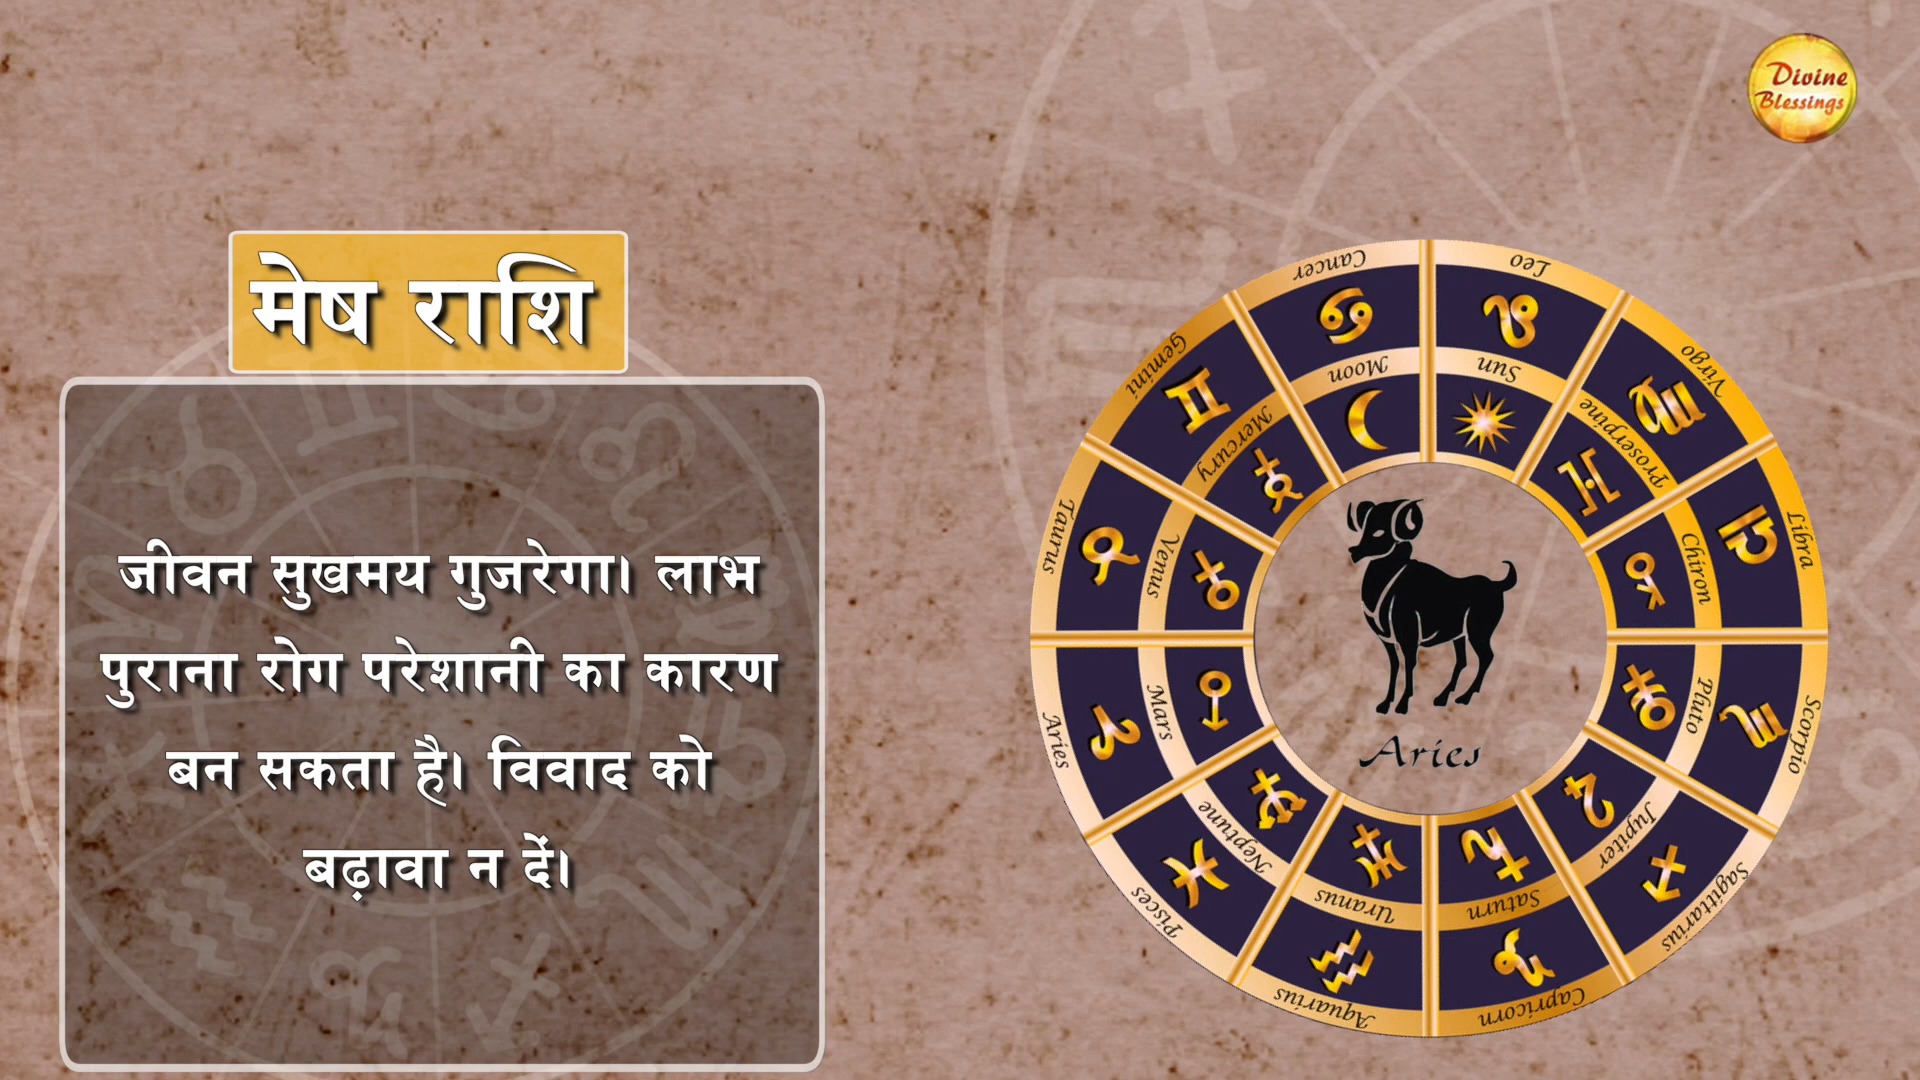 Divine
Blessings
मेष राशि
जीवन सुखमय गुजरेगा। लाभ
पुराना रोग परेशानी का कारण
बन सकता है। विवाद को
बढ़ावा न दें।
Cancer
Leo
Virgo
Libra
Scorpio
Sagittarius
Capricorn
Aquarius
Pisces
Aries
Taurus
Gemini
Moon
Sun
Proserpine
Chiron
Pluto
Jupiter
Saturn
Uranus
Neptune
Mars
Venus
Mercury
Aries